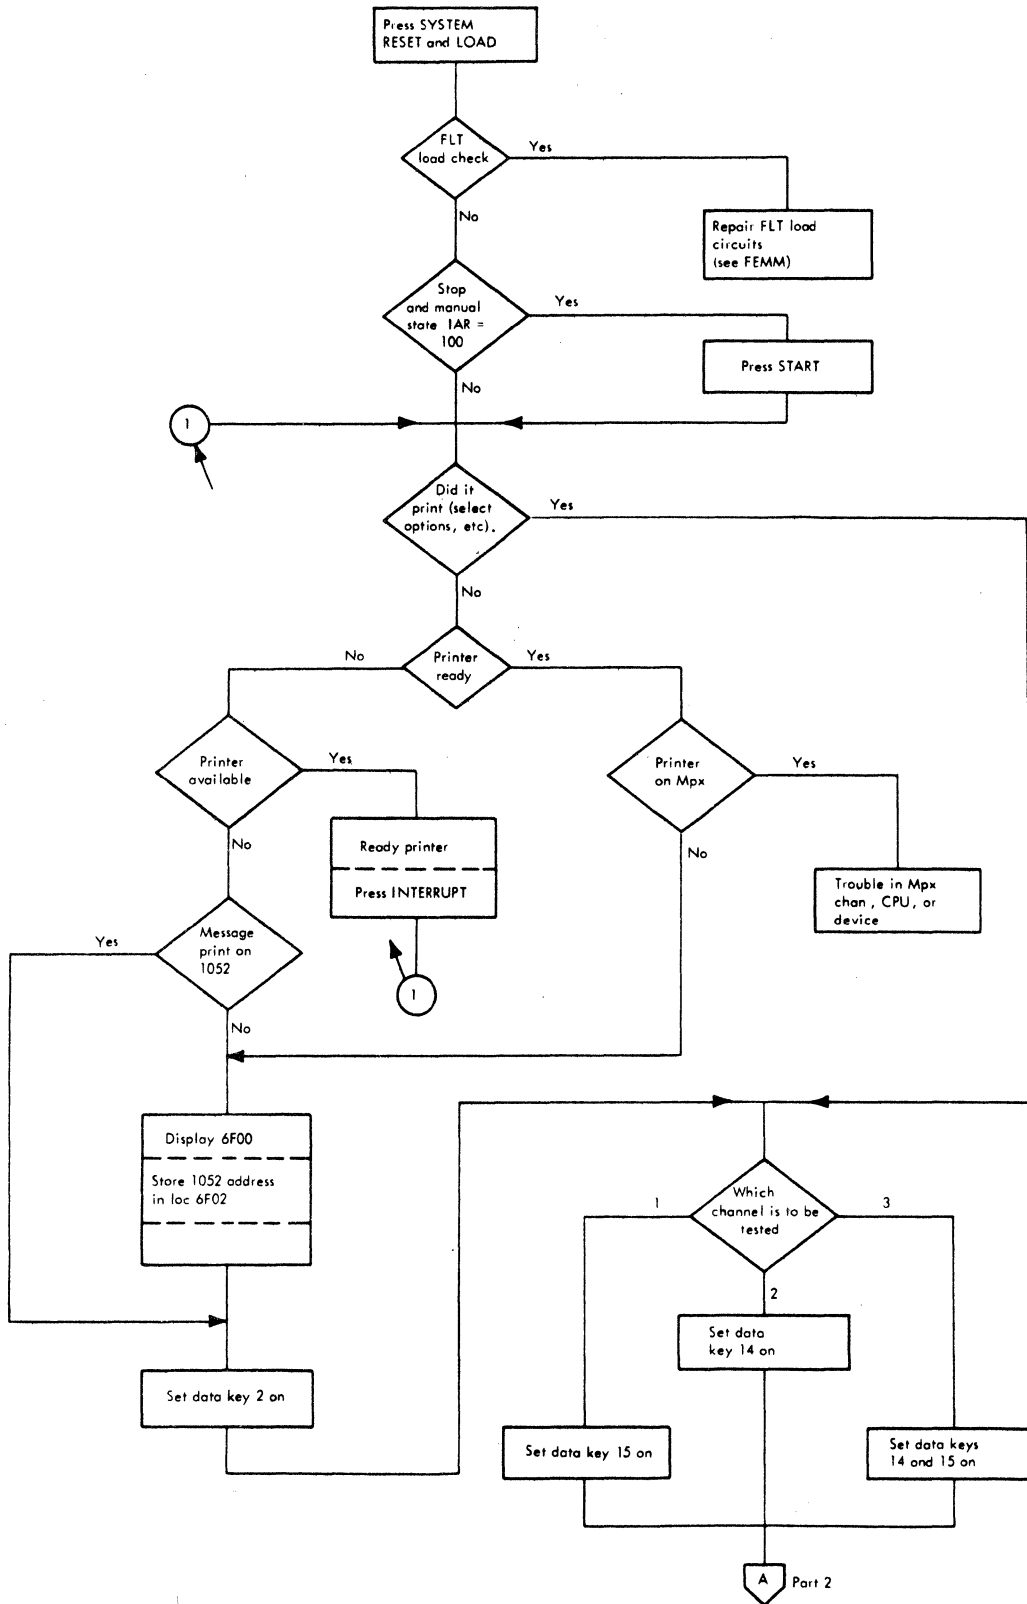 Press SYSTEM
RESET and LOAD
FLT
load check
Yes
No
Repair FLT load
circuits
(see FEMM)
Stop
and manual
state IAR =
100
Yes
Press START
No
1
Did it
print (select
options, etc).
Yes
No
Printer
ready
No
Yes
Printer
available
Yes
Printer
on Mpx
Yes
No
Ready printer
Press INTERRUPT
No
Trouble in Mpx
chan, CPU, or
device
Message
print on
1052
Yes
1
No
Display 6F00
Store 1052 address
in loc 6F02
Which
channel is to be
tested
1
3
2
Set data
key 14 on
Set data key 2 on
Set data key 15 on
Set data keys
14 and 15 on
A
Part 2